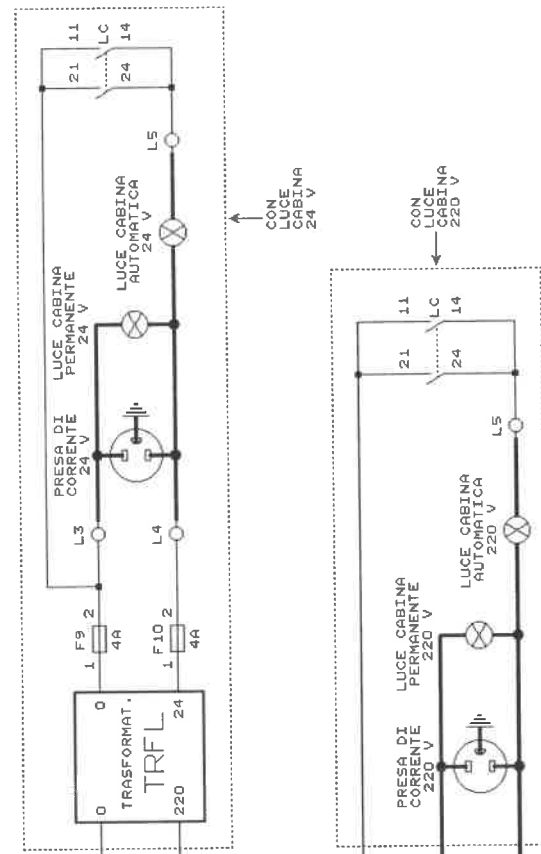 11
LC
14
21
24
L5
LUCE CABINA
AUTOMATICA
24 V
LUCE CABINA
PERMANENTE
24 V
PRESA DI
CORRENTE
24 V
L3
L4
F9
1
2
4A
F10
1
2
4A
0
24
TRASFORMAT.
TRFL
0
220
CON
LUCE
CABINA
24 V
CON
LUCE
CABINA
220 V
11
LC
14
21
24
L5
LUCE CABINA
AUTOMATICA
220 V
LUCE CABINA
PERMANENTE
220 V
PRESA DI
CORRENTE
220 V